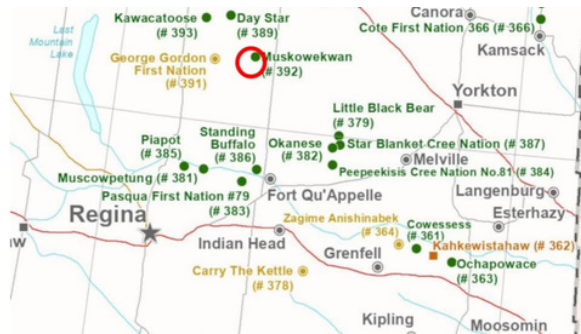 Kawacatoose
(# 393)
Day Star
(# 389)
Canora
Cote First Nation 366 (# 366)
Kamsack
Last
Mountain
Lake
George Gordon
First Nation
(# 391)
Muskowekwan
(# 392)
Yorkton
Little Black Bear
(# 379)
Standing
Buffalo
(# 386)
Piapot
(# 385)
Okanese
(# 382)
Star Blanket Cree Nation (# 387)
Melville
Muscowpetung (# 381)
Peepeekisis Cree Nation No.81 (# 384)
Pasqua First Nation #79
(# 383)
Fort Qu'Appelle
Langenburg
Esterhazy
Regina
Zagime Anishinabek
(# 364)
Cowessess
(# 361)
Kahkewistahaw (# 362)
aw
Indian Head
Grenfell
Ochapowace
(# 363)
Carry The Kettle
(# 378)
Kipling
Moosomin